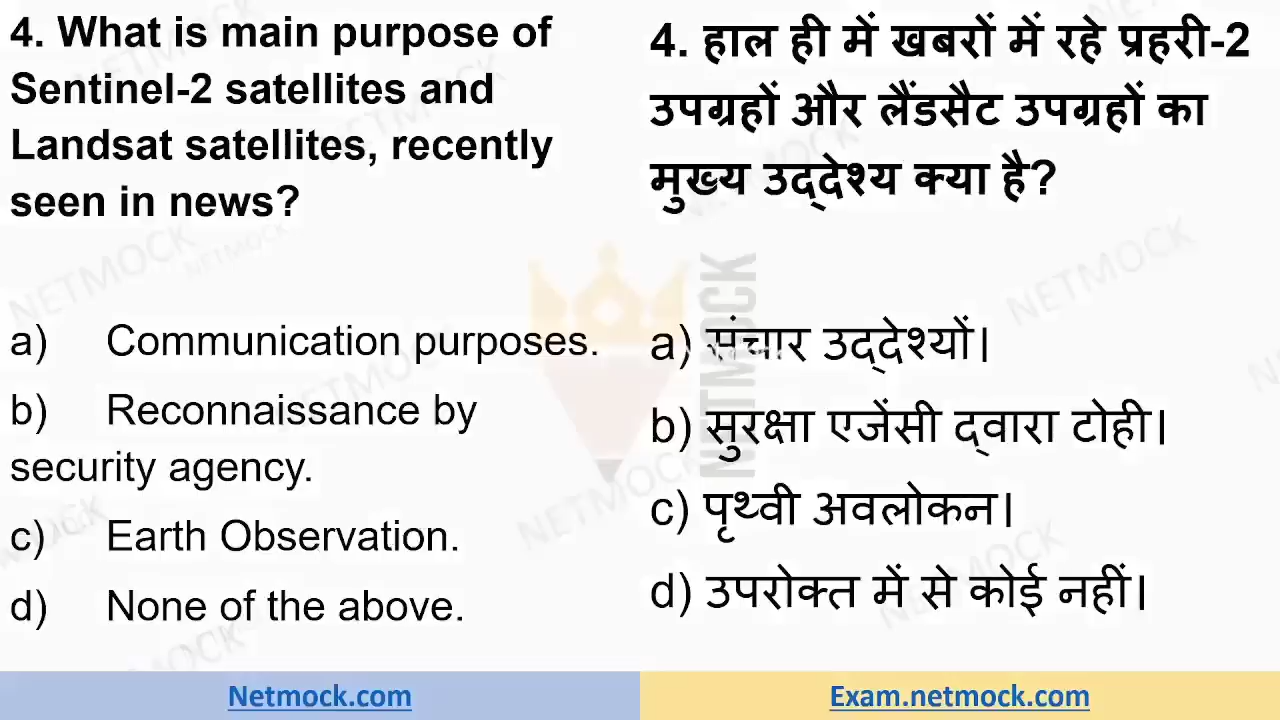 4. What is main purpose of
Sentinel-2 satellites and
Landsat satellites, recently
seen in news?
a) Communication purposes.
b) Reconnaissance by
security agency.
c) Earth Observation.
d) None of the above.
4. हाल ही में खबरों में रहे प्रहरी-2
उपग्रहों और लैंडसैट उपग्रहों का
मुख्य उद्देश्य क्या है?
a) संचार उद्देश्यों।
b) सुरक्षा एजेंसी द्वारा टोही।
c) पृथ्वी अवलोकन।
d) उपरोक्त में से कोई नहीं।
NETMOCK
Netmock.com
Exam.netmock.com